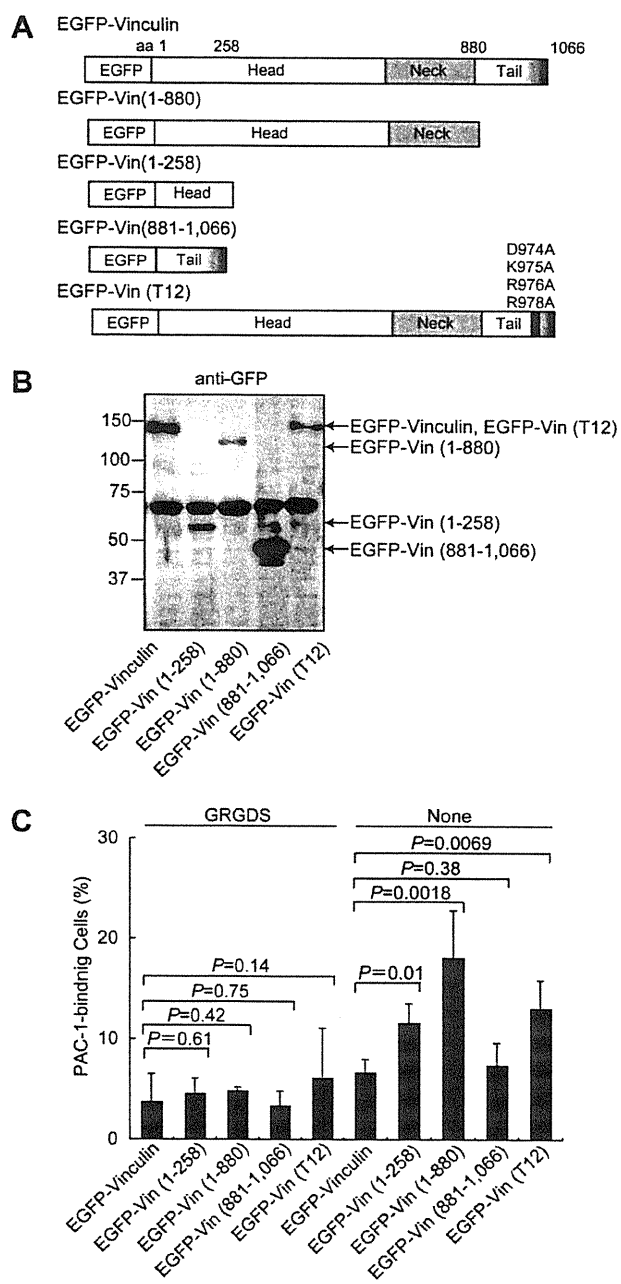 A
EGFP-Vinculin
aa 1 258 880 1066
EGFP Head Neck Tail
EGFP-Vin(1-880)
EGFP Head Neck
EGFP-Vin(1-258)
EGFP Head
EGFP-Vin(881-1,066)
EGFP Tail
D974A
K975A
R976A
R978A
EGFP-Vin (T12)
EGFP Head Neck Tail
B
anti-GFP
150
100
75
50
37
EGFP-Vinculin, EGFP-Vin (T12)
EGFP-Vin (1-880)
EGFP-Vin (1-258)
EGFP-Vin (881-1,066)
EGFP-Vinculin
EGFP-Vin (1-258)
EGFP-Vin (1-880)
EGFP-Vin (881-1,066)
EGFP-Vin (T12)
C
GRGDS None
PAC-1-bindnig Cells (%)
30
20
10
0
P=0.14
P=0.75
P=0.42
P=0.61
P=0.0069
P=0.38
P=0.0018
P=0.01
EGFP-Vinculin
EGFP-Vin (1-258)
EGFP-Vin (1-880)
EGFP-Vin (881-1,066)
EGFP-Vin (T12)
EGFP-Vinculin
EGFP-Vin (1-258)
EGFP-Vin (1-880)
EGFP-Vin (881-1,066)
EGFP-Vin (T12)